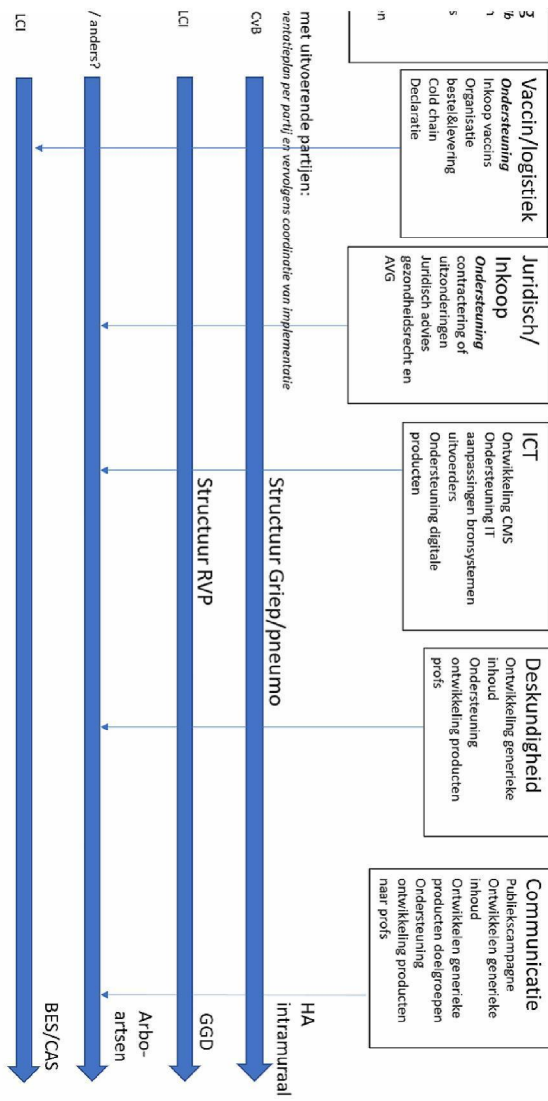 Vaccin/logistiek
Ondersteuning
Inkoop vaccins
Organisatie
bestel&levering
Cold chain
Declaratie
Juridisch/
Inkoop
Ondersteuning
contractering of
uitzonderingen
Juridisch advies
gezondheidsrecht en
AVG
ICT
Ontwikkeling CMS
Ondersteuning IT
aanpassingen bronsystemen
uitvoerders
Ondersteuning digitale
producten
Deskundigheid
Ontwikkeling generieke
inhoud
Ondersteuning
ontwikkeling producten
profs
Communicatie
Publiekscampagne
Ontwikkelen generieke
inhoud
Ontwikkelen generieke
producten doelgroepen
Ondersteuning
ontwikkeling producten
naar profs
met uitvoerende partijen:
mentatieplan per partij en vervolgens coordinatie van implementatie
CvB
Structuur Griep/pneumo
HA
intramuraal
LCI
Structuur RVP
GGD
/ anders?
Arbo-
artsen
LCI
BES/CAS